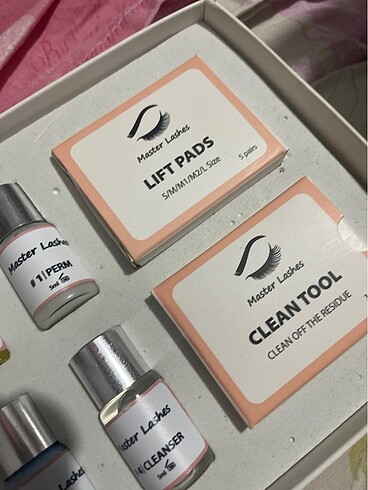 Master Lashes
LIFT PADS
S/M/M1/M2/L Size
5 pairs
Master Lashes
CLEAN TOOL
CLEAN OFF THE RESIDUE
Master Lashes
#1| PERM
5ml
Master Lashes
| CLEANSER
5ml
Lashes